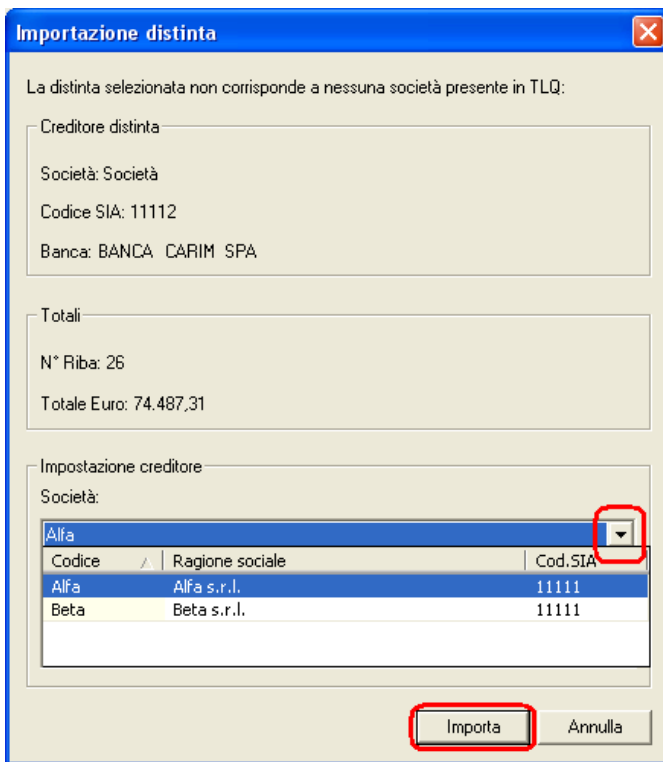 Importazione distinta
La distinta selezionata non corrisponde a nessuna società presente in TLQ:
Creditore distinta
Società: Società
Codice SIA: 11112
Banca: BANCA CARIM SPA
Totali
N° Riba: 26
Totale Euro: 74.487,31
Impostazione creditore
Società:
Alfa
Codice Ragione sociale Cod.SIA
Alfa Alfa s.r.l. 11111
Beta Beta s.r.l. 11111
Importa Annulla